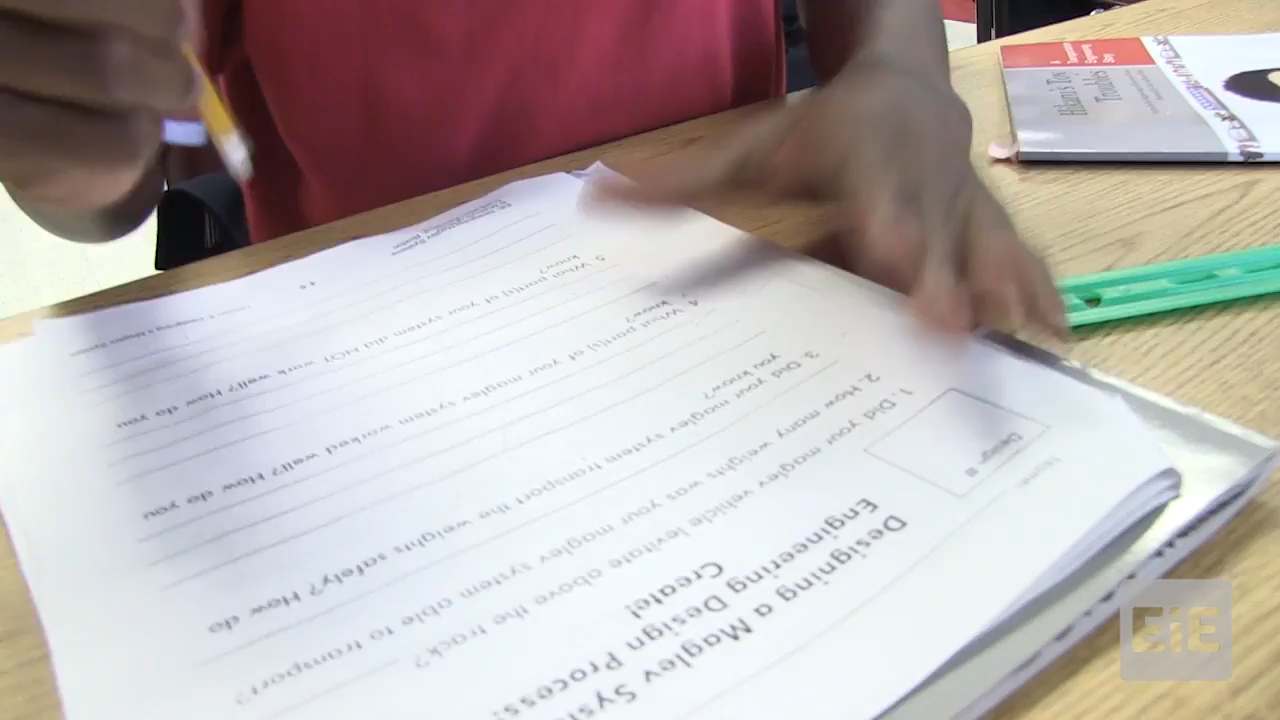 Name
Design #
Designing a Maglev Syst
Engineering Design Process:
Create!
1. Did your maglev vehicle levitate above the track?
2. How many weights was your maglev system able to transport?
3. Did your maglev system transport the weights safely? How do
you know?
4. What part(s) of your maglev system worked well? How do you
know?
5. What part(s) of your system did NOT work well? How do you
know?
Hikaru's Toy
Troubles
EiE